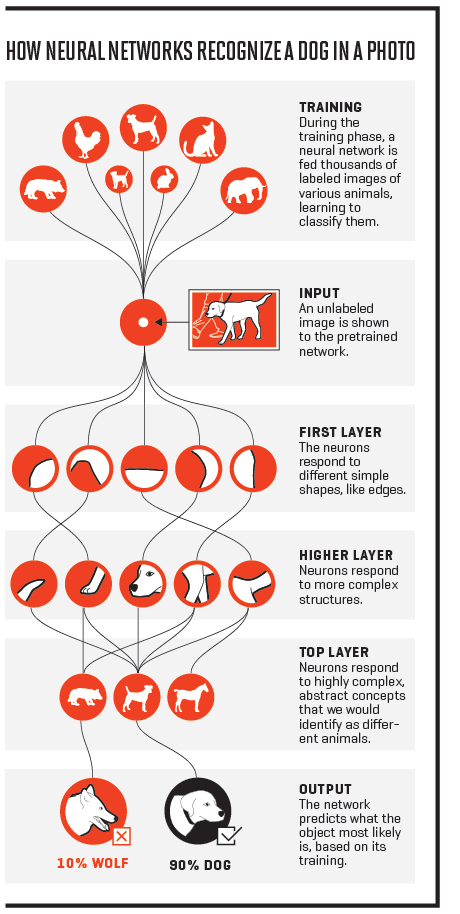 HOW NEURAL NETWORKS RECOGNIZE A DOG IN A PHOTO
TRAINING
During the
training phase, a
neural network is
fed thousands of
labeled images of
various animals,
learning to
classify them.
INPUT
An unlabeled
image is shown
to the pretrained
network.
FIRST LAYER
The neurons
respond to
different simple
shapes, like edges.
HIGHER LAYER
Neurons respond
to more complex
structures.
TOP LAYER
Neurons respond
to highly complex,
abstract concepts
that we would
identify as differ-
ent animals.
OUTPUT
The network
predicts what the
object most likely
is, based on its
training.
10% WOLF
90% DOG